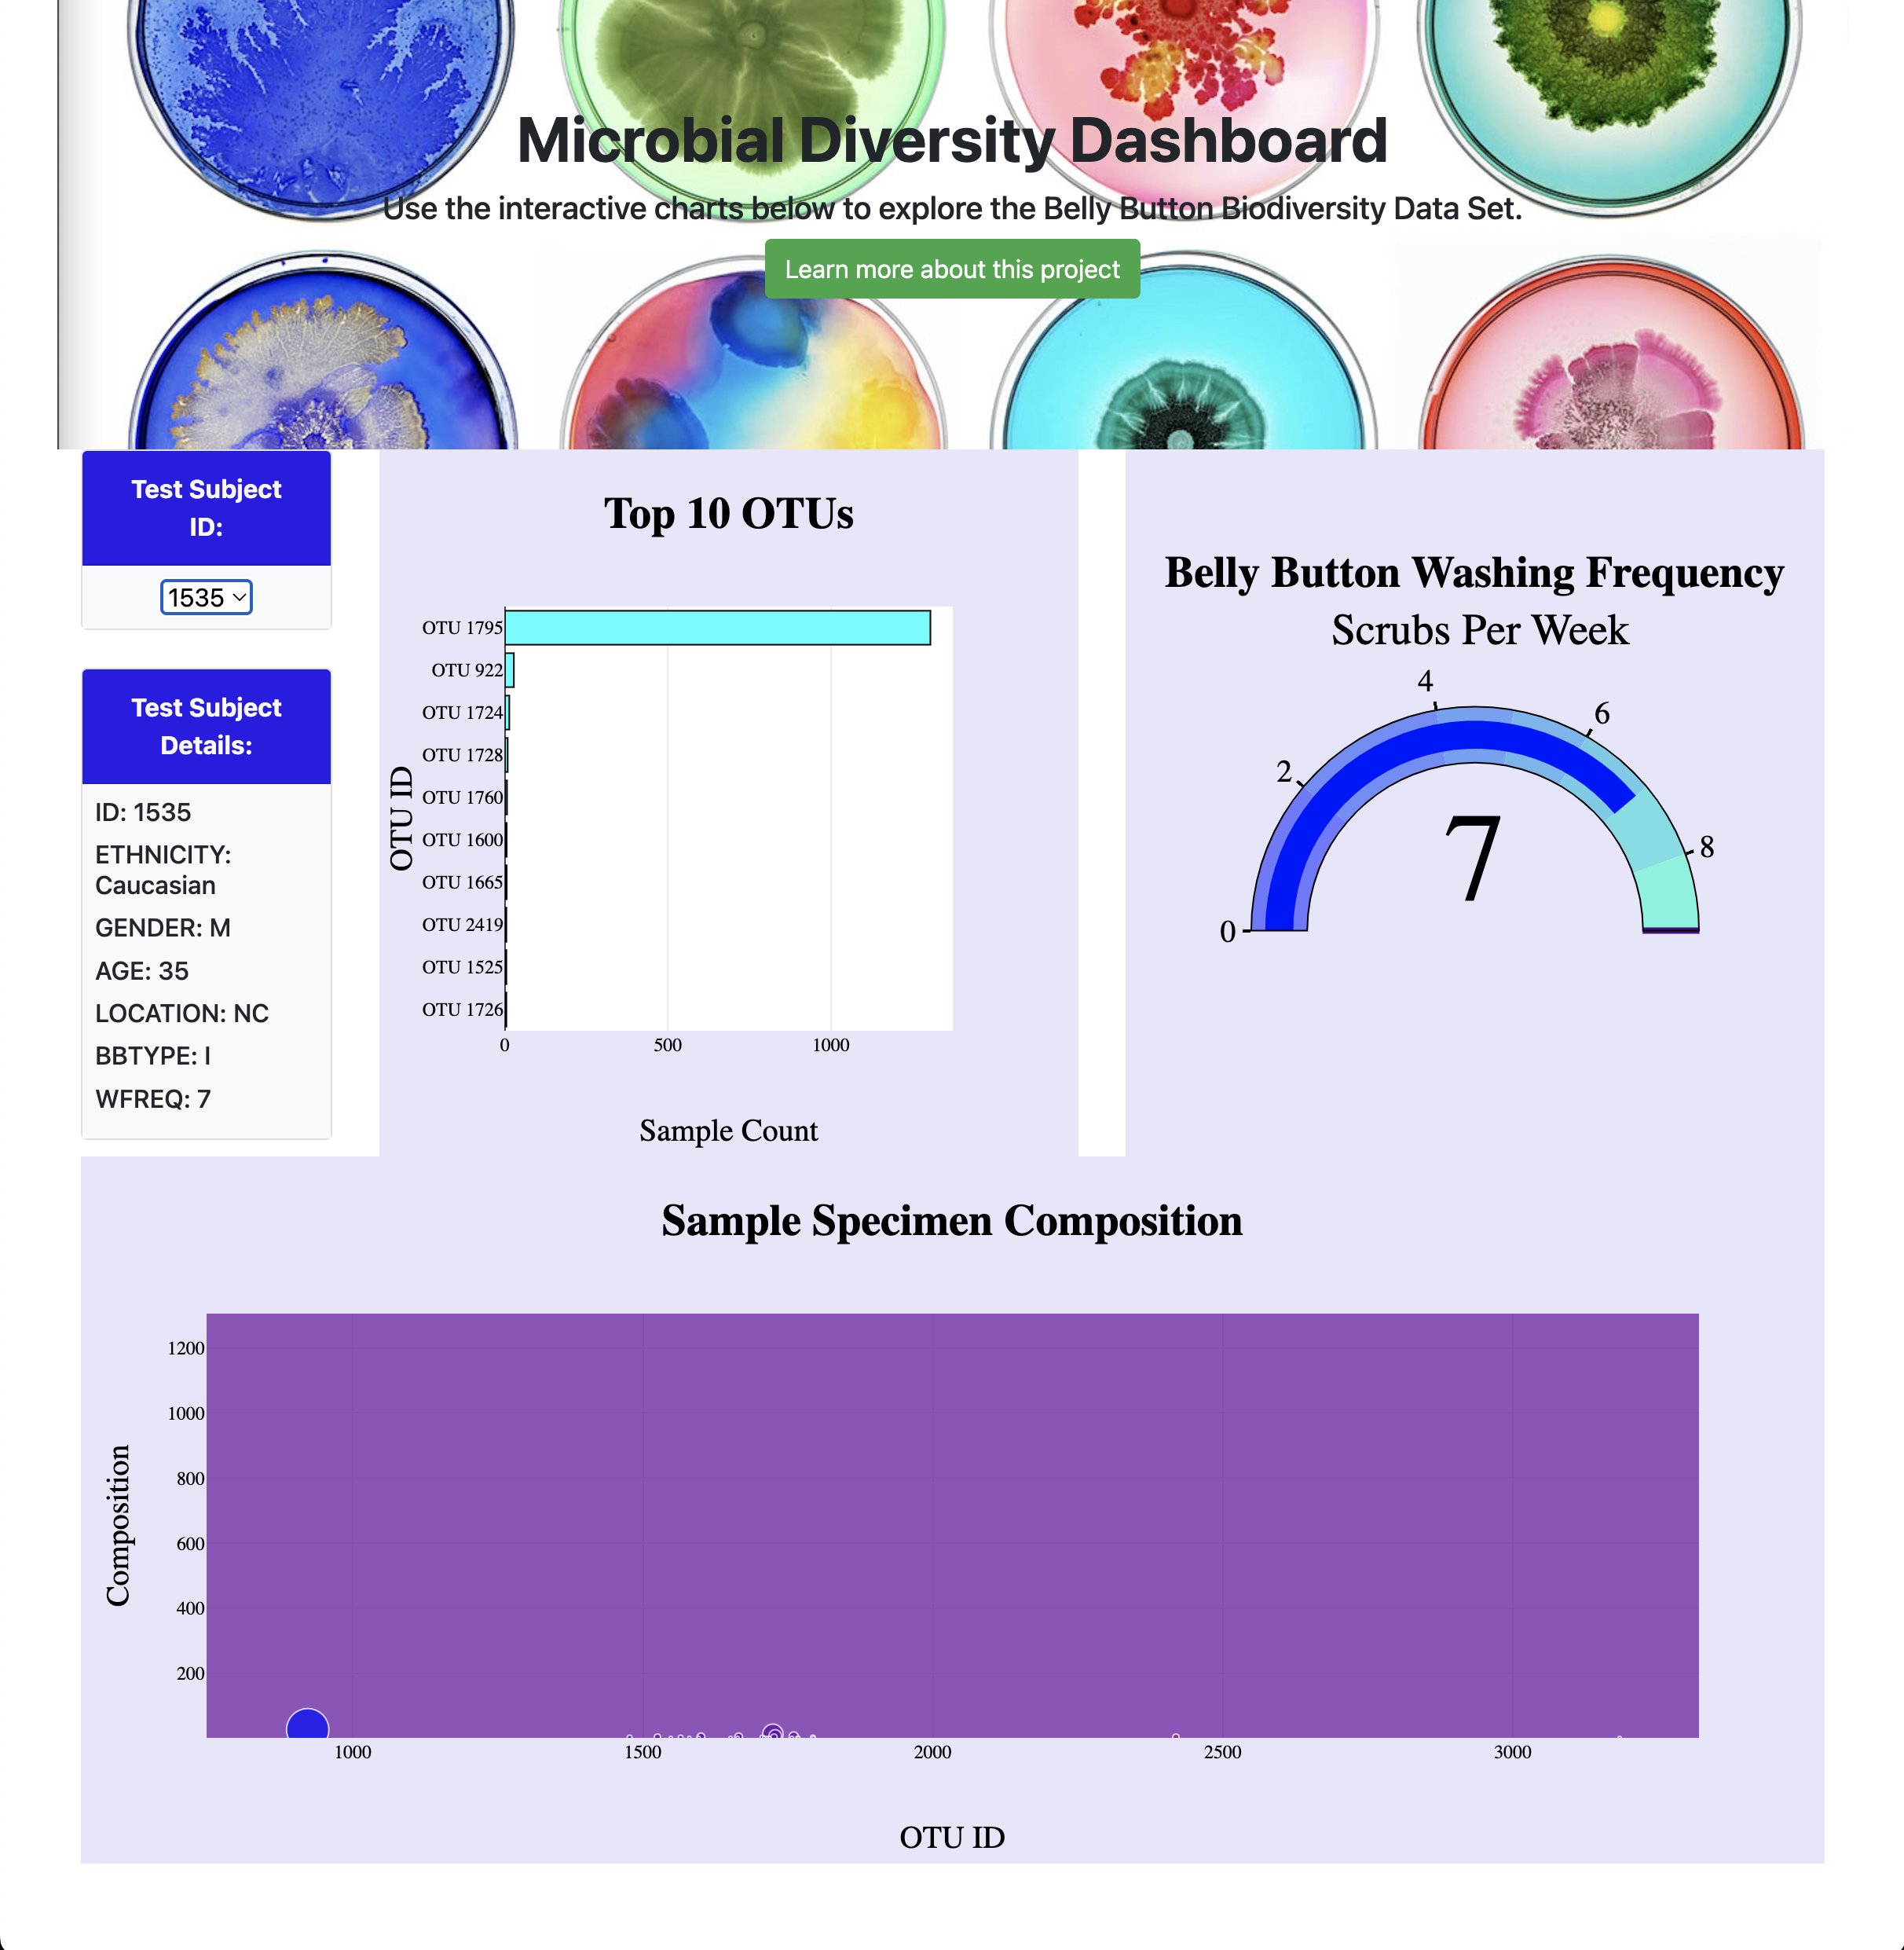 Microbial Diversity Dashboard
Use the interactive charts below to explore the Belly Button Biodiversity Data Set.
Learn more about this project
Test Subject
ID:
1535
Test Subject
Details:
ID: 1535
ETHNICITY:
Caucasian
GENDER: M
AGE: 35
LOCATION: NC
BBTYPE: I
WFREQ: 7
Top 10 OTUs
OTU ID
OTU 1795
OTU 922
OTU 1724
OTU 1728
OTU 1760
OTU 1600
OTU 1665
OTU 2419
OTU 1525
OTU 1726
0 500 1000
Sample Count
Belly Button Washing Frequency
Scrubs Per Week
0
2
4
6
8
7
Sample Specimen Composition
Composition
1200
1000
800
600
400
200
1000 1500 2000 2500 3000
OTU ID